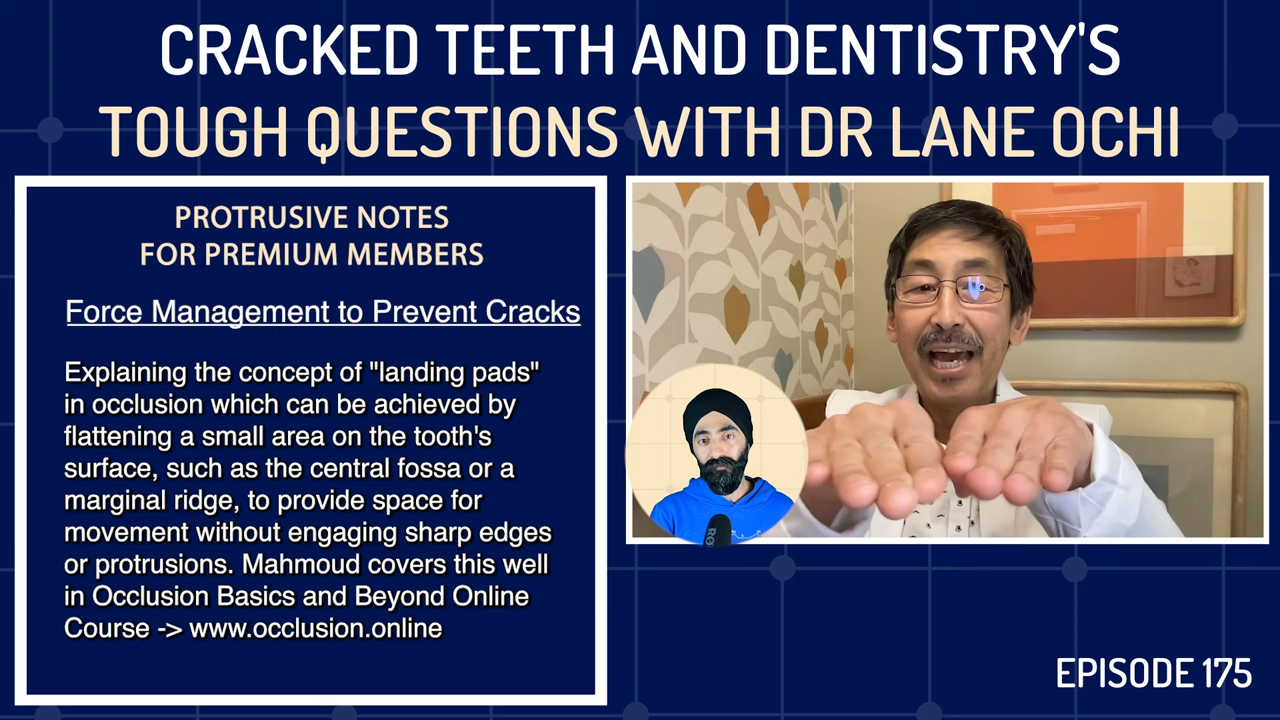 CRACKED TEETH AND DENTISTRY'S
TOUGH QUESTIONS WITH DR LANE OCHI
PROTRUSIVE NOTES
FOR PREMIUM MEMBERS
Force Management to Prevent Cracks
Explaining the concept of "landing pads"
in occlusion which can be achieved by
flattening a small area on the tooth's
surface, such as the central fossa or a
marginal ridge, to provide space for
movement without engaging sharp edges
or protrusions. Mahmoud covers this well
in Occlusion Basics and Beyond Online
Course -> www.occlusion.online
EPISODE 175